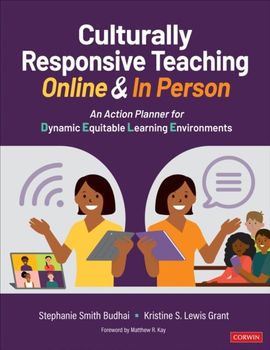 Culturally
Responsive Teaching
Online & In Person
An Action Planner for
Dynamic Equitable Learning Environments
Stephanie Smith Budhai • Kristine S. Lewis Grant
Foreword by Matthew R. Kay
CORWIN